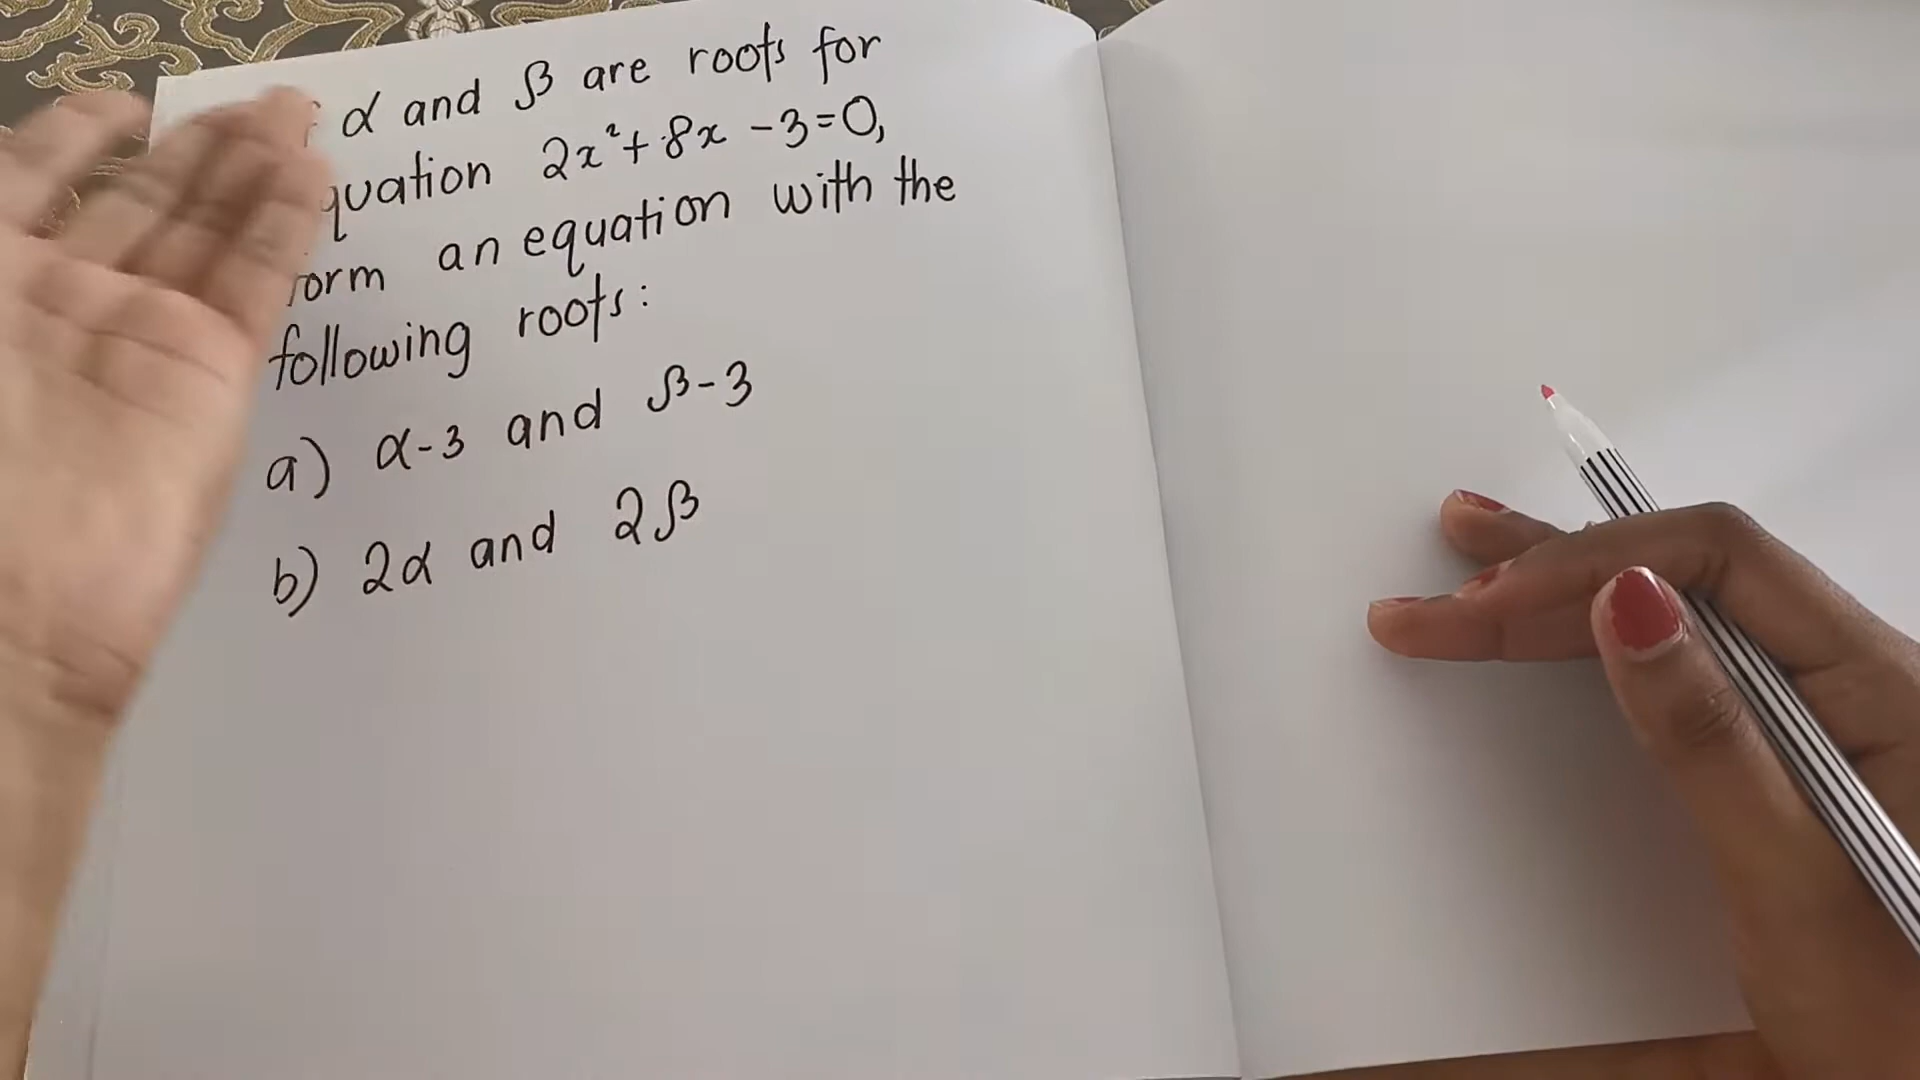 α and β are roots for
quation 2x²+8x-3=0,
orm an equation with the
following roots:
a) α-3 and β-3
b) 2α and 2β